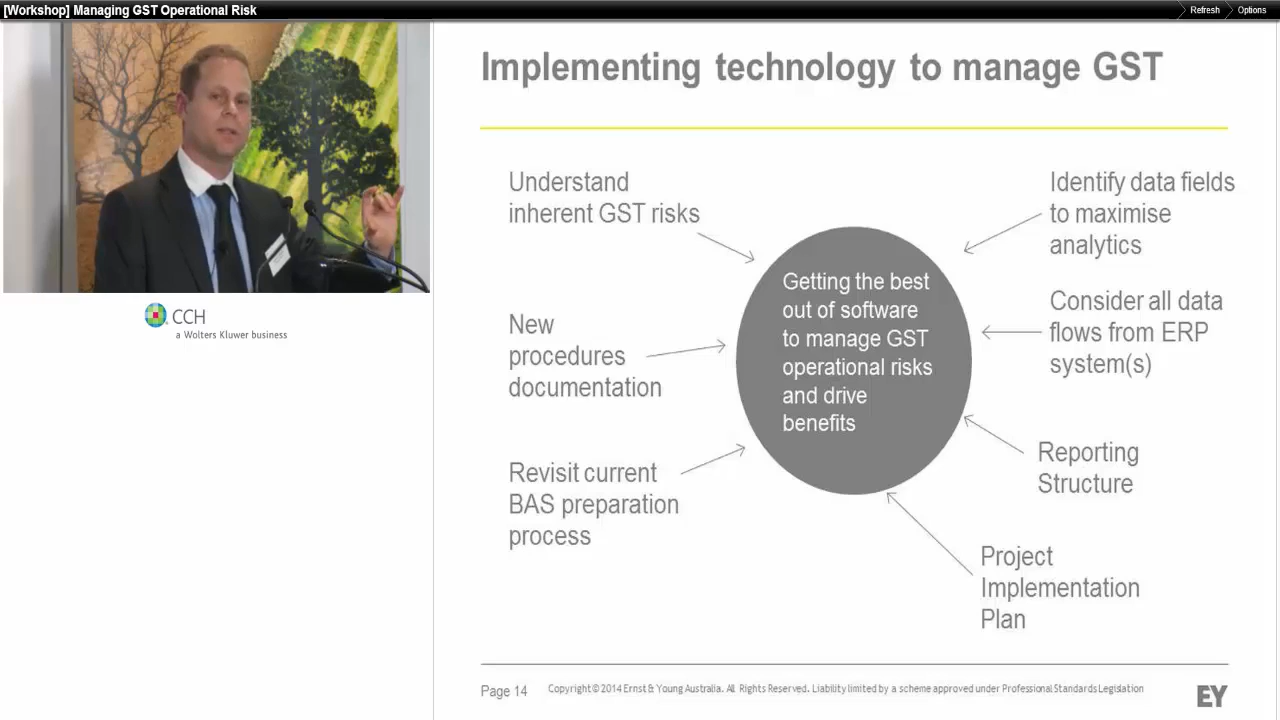 [Workshop] Managing GST Operational Risk
Refresh
Options
Implementing technology to manage GST
Understand
inherent GST risks
New
procedures
documentation
Revisit current
BAS preparation
process
Getting the best
out of software
to manage GST
operational risks
and drive
benefits
Identify data fields
to maximise
analytics
Consider all data
flows from ERP
system(s)
Reporting
Structure
Project
Implementation
Plan
CCH
a Wolters Kluwer business
Page 14
Copyright © 2014 Ernst & Young Australia. All Rights Reserved. Liability limited by a scheme approved under Professional Standards Legislation
EY